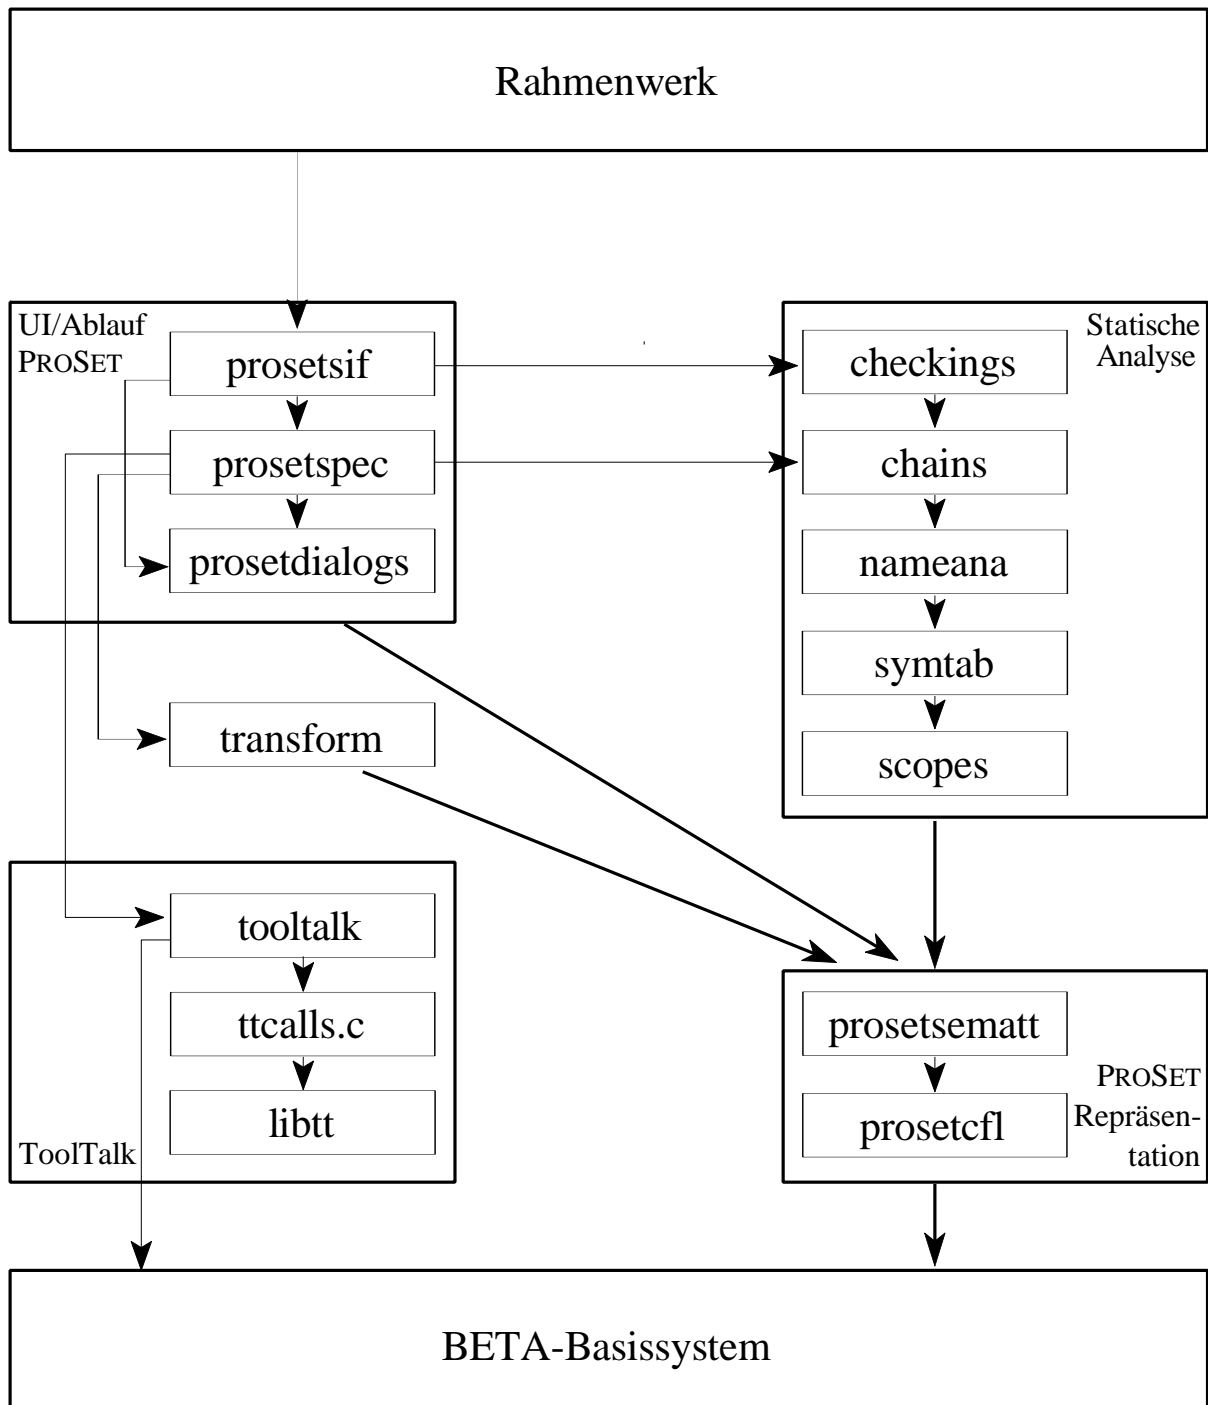 Rahmenwerk
UI/Ablauf
PROSET
prosetsif
prosetspec
prosetdialogs
Statische
Analyse
checkings
chains
nameana
symtab
scopes
transform
tooltalk
ttcalls.c
libtt
ToolTalk
prosetsematt
prosetcfl
PROSET
Repräsen-
tation
BETA-Basissystem